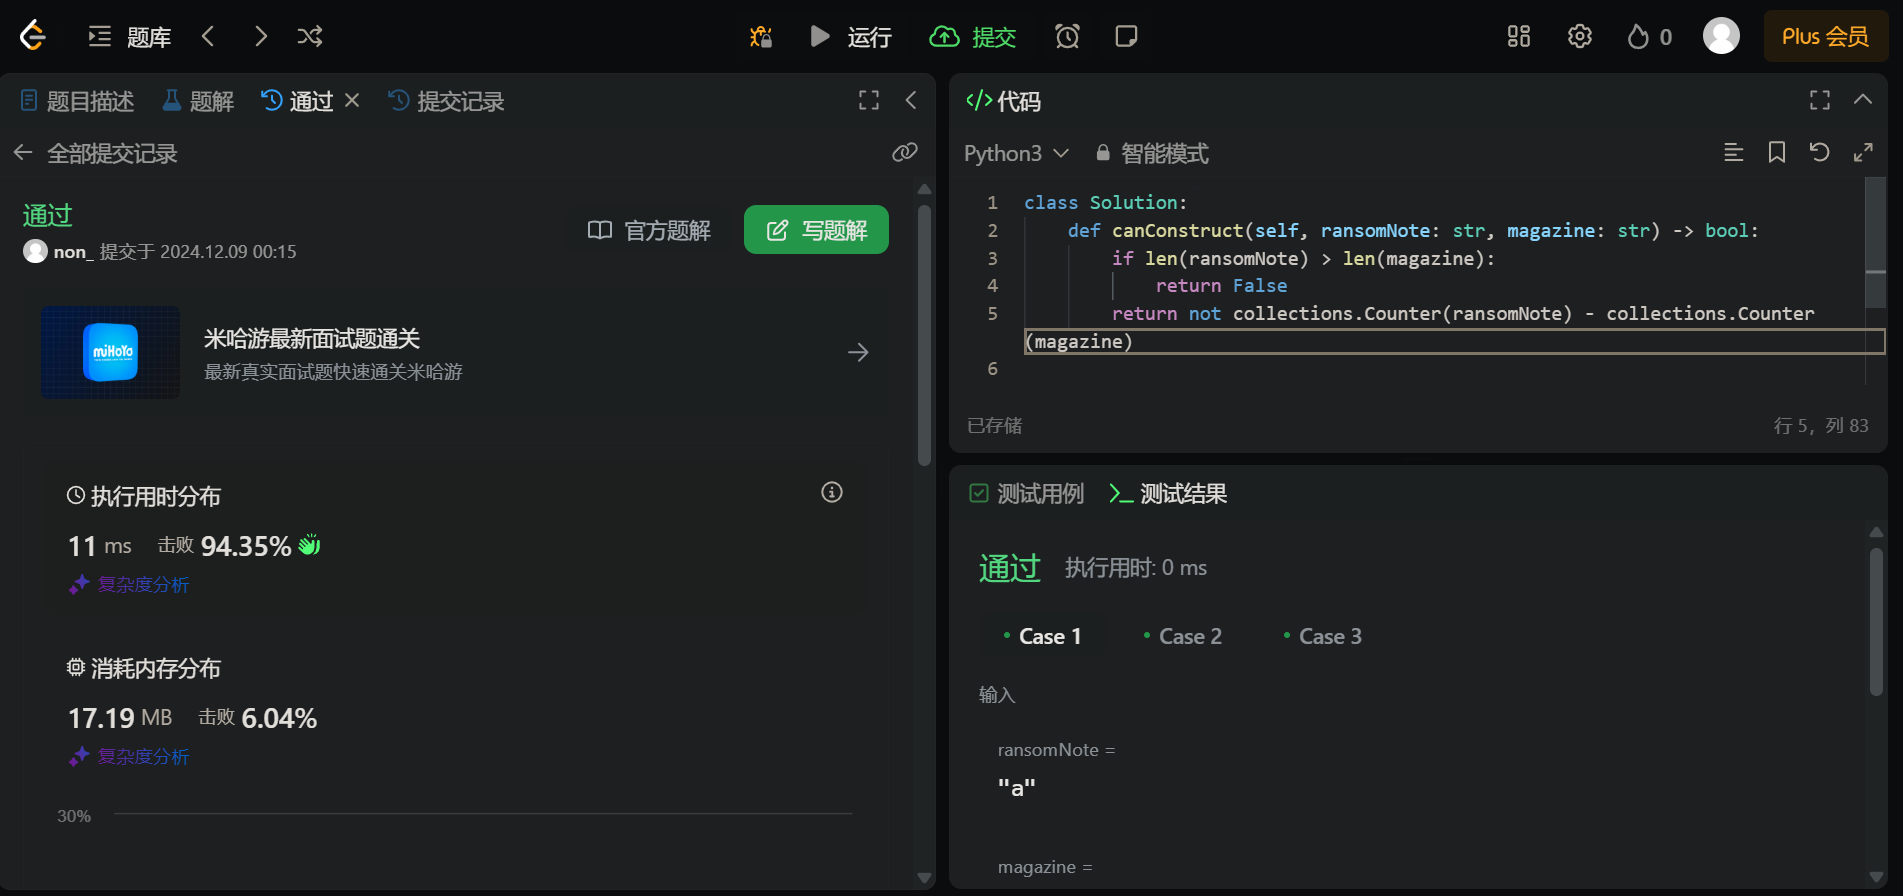 题库
运行
提交
0
Plus 会员
题目描述
题解
通过
提交记录
全部提交记录
通过
non_ 提交于 2024.12.09 00:15
官方题解
写题解
miHoYo
米哈游最新面试题通关
最新真实面试题快速通关米哈游
执行用时分布
11 ms 击败 94.35%
复杂度分析
消耗内存分布
17.19 MB 击败 6.04%
复杂度分析
30%
</> 代码
Python3
智能模式
1 class Solution:
2 def canConstruct(self, ransomNote: str, magazine: str) -> bool:
3 if len(ransomNote) > len(magazine):
4 return False
5 return not collections.Counter(ransomNote) - collections.Counter
(magazine)
6
已存储
行 5，列 83
测试用例
测试结果
通过 执行用时: 0 ms
Case 1
Case 2
Case 3
输入
ransomNote =
"a"
magazine =